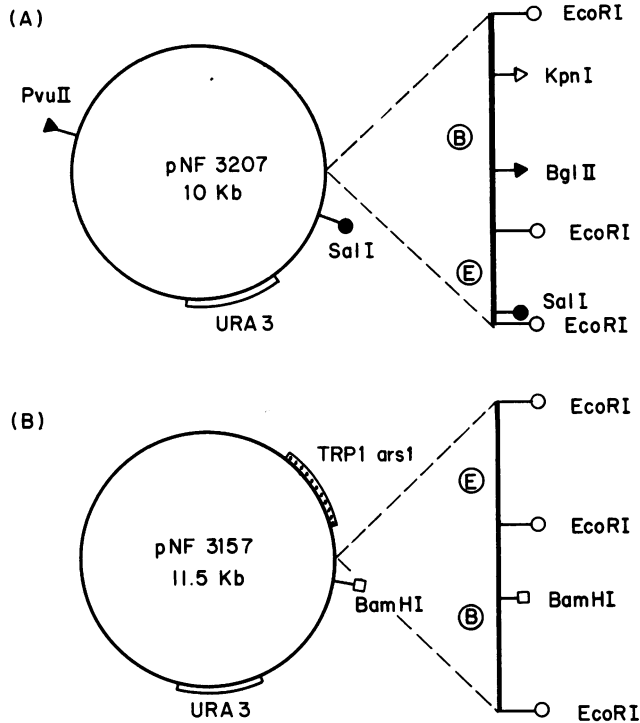 (A)
EcoRI
KpnI
PvuII
B
pNF 3207
10 Kb
BglII
EcoRI
SalI
E
SalI
EcoRI
URA3
(B)
EcoRI
TRP1 ars1
E
EcoRI
pNF 3157
11.5 Kb
BamHI
BamHI
B
URA3
EcoRI